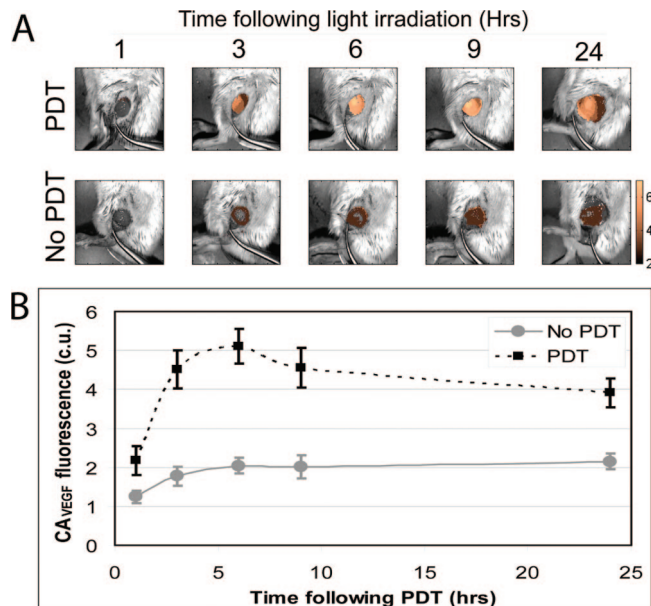 A
Time following light irradiation (Hrs)
1 3 6 9 24
PDT
No PDT
6
4
2
B
6
5
4
3
2
1
0
CAVEGF fluorescence (c.u.)
No PDT
PDT
0 5 10 15 20 25
Time following PDT (hrs)